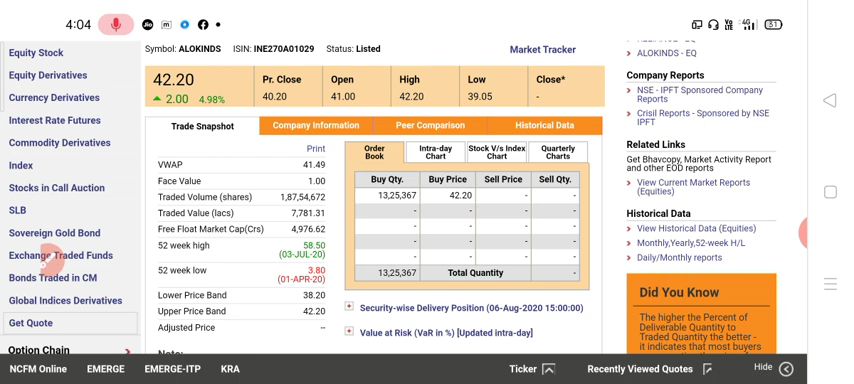 4:04
Jio
m
4G
51
Equity Stock
Equity Derivatives
Currency Derivatives
Interest Rate Futures
Commodity Derivatives
Index
Stocks in Call Auction
SLB
Sovereign Gold Bond
Exchange Traded Funds
Bonds Traded in CM
Global Indices Derivatives
Get Quote
Option Chain
Symbol: ALOKINDS ISIN: INE270A01029 Status: Listed
Market Tracker
42.20
2.00 4.98%
Pr. Close Open High Low Close*
40.20 41.00 42.20 39.05 -
Trade Snapshot Company Information Peer Comparison Historical Data
Print
VWAP 41.49
Face Value 1.00
Traded Volume (shares) 1,87,54,672
Traded Value (lacs) 7,781.31
Free Float Market Cap(Crs) 4,976.62
52 week high 58.50
(03-JUL-20)
52 week low 3.80
(01-APR-20)
Lower Price Band 38.20
Upper Price Band 42.20
Adjusted Price --
Note:
Order Book
Intra-day Chart
Stock V/s Index Chart
Quarterly Charts
Buy Qty. Buy Price Sell Price Sell Qty.
13,25,367 42.20 - -
- - - -
- - - -
- - - -
- - - -
13,25,367 Total Quantity -
Security-wise Delivery Position (06-Aug-2020 15:00:00)
Value at Risk (VaR in %) [Updated intra-day]
ALOKINDS - EQ
Company Reports
NSE - IPFT Sponsored Company
Reports
Crisil Reports - Sponsored by NSE
IPFT
Related Links
Get Bhavcopy, Market Activity Report
and other EOD reports
View Current Market Reports
(Equities)
Historical Data
View Historical Data (Equities)
Monthly,Yearly,52-week H/L
Daily/Monthly reports
Did You Know
The higher the Percent of
Deliverable Quantity to
Traded Quantity the better -
it indicates that most buyers
NCFM Online EMERGE EMERGE-ITP KRA Ticker Recently Viewed Quotes Hide